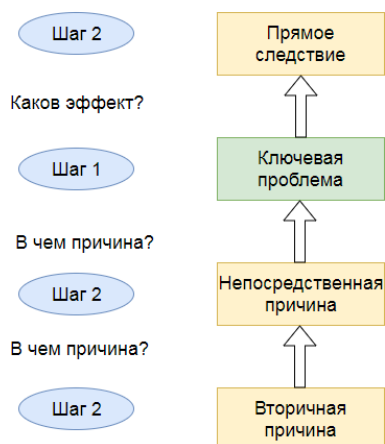 Шаг 2
Прямое
следствие
Каков эффект?
Шаг 1
Ключевая
проблема
В чем причина?
Шаг 2
Непосредственная
причина
В чем причина?
Шаг 2
Вторичная
причина